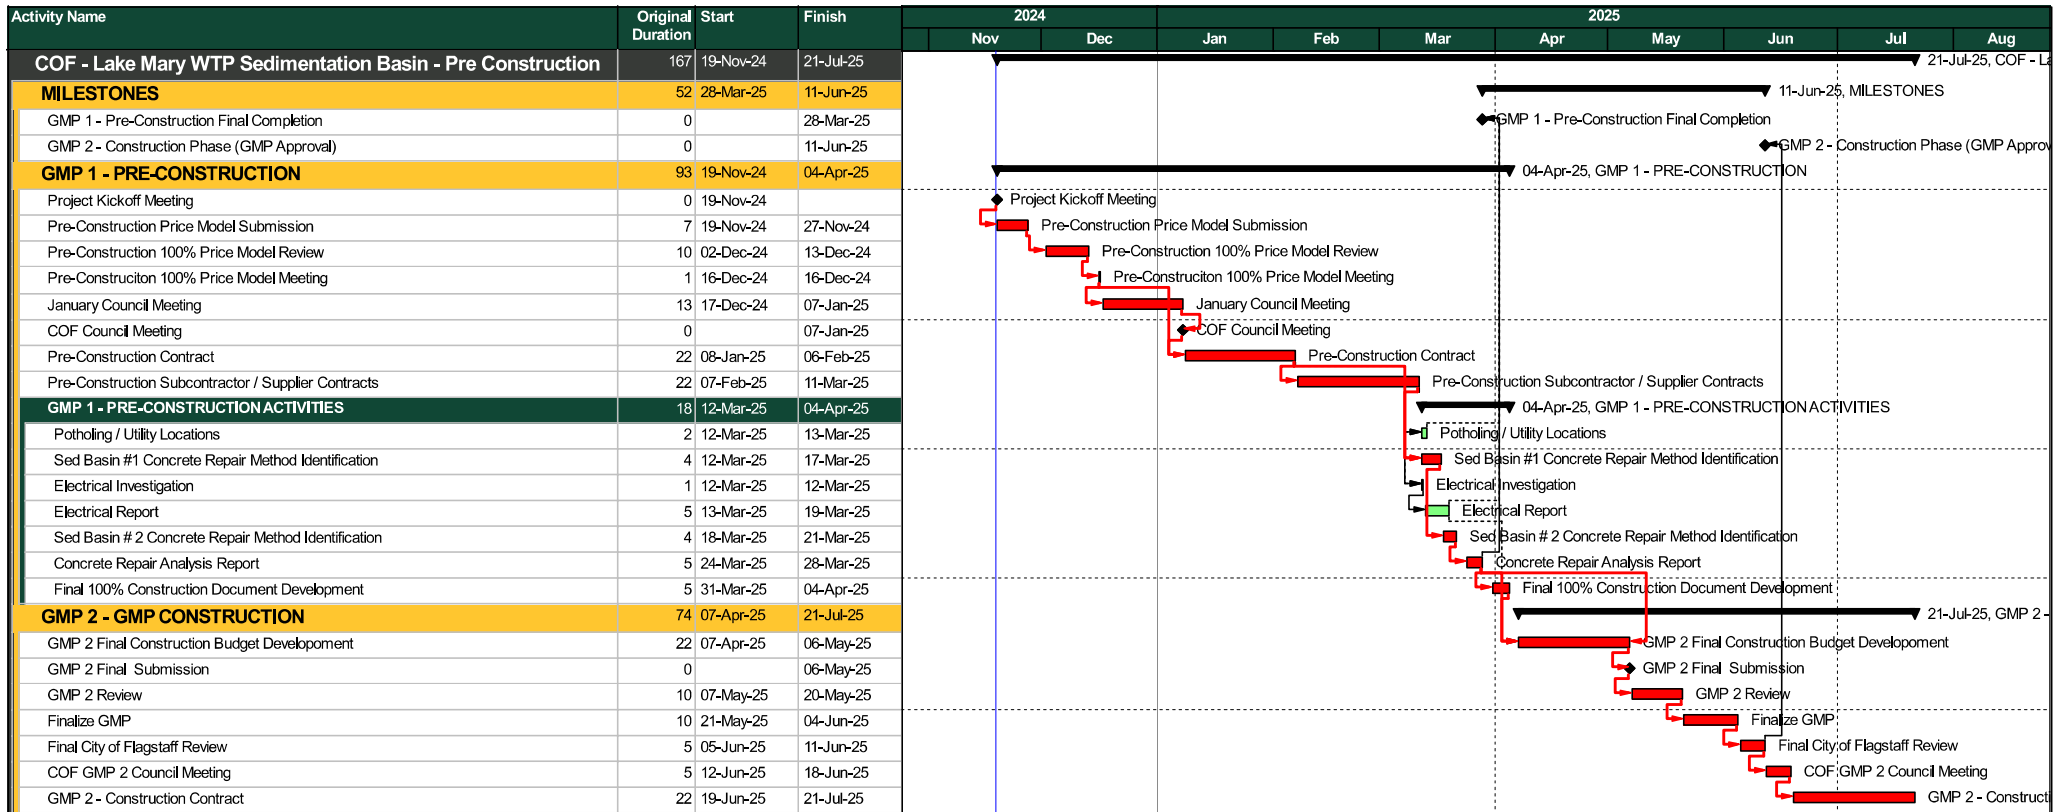 Activity Name Original Duration Start Finish
2024 2025
Nov Dec Jan Feb Mar Apr May Jun Jul Aug
COF - Lake Mary WTP Sedimentation Basin - Pre Construction 167 19-Nov-24 21-Jul-25 21-Jul-25, COF - La
MILESTONES 52 28-Mar-25 11-Jun-25 11-Jun-25, MILESTONES
GMP 1 - Pre-Construction Final Completion 0 28-Mar-25 GMP 1 - Pre-Construction Final Completion
GMP 2 - Construction Phase (GMP Approval) 0 11-Jun-25 GMP 2 - Construction Phase (GMP Approv
GMP 1 - PRE-CONSTRUCTION 93 19-Nov-24 04-Apr-25 04-Apr-25, GMP 1 - PRE-CONSTRUCTION
Project Kickoff Meeting 0 19-Nov-24 Project Kickoff Meeting
Pre-Construction Price Model Submission 7 19-Nov-24 27-Nov-24 Pre-Construction Price Model Submission
Pre-Construction 100% Price Model Review 10 02-Dec-24 13-Dec-24 Pre-Construction 100% Price Model Review
Pre-Construciton 100% Price Model Meeting 1 16-Dec-24 16-Dec-24 Pre-Construciton 100% Price Model Meeting
January Council Meeting 13 17-Dec-24 07-Jan-25 January Council Meeting
COF Council Meeting 0 07-Jan-25 COF Council Meeting
Pre-Construction Contract 22 08-Jan-25 06-Feb-25 Pre-Construction Contract
Pre-Construction Subcontractor / Supplier Contracts 22 07-Feb-25 11-Mar-25 Pre-Construction Subcontractor / Supplier Contracts
GMP 1 - PRE-CONSTRUCTION ACTIVITIES 18 12-Mar-25 04-Apr-25 04-Apr-25, GMP 1 - PRE-CONSTRUCTION ACTIVITIES
Potholing / Utility Locations 2 12-Mar-25 13-Mar-25 Potholing / Utility Locations
Sed Basin #1 Concrete Repair Method Identification 4 12-Mar-25 17-Mar-25 Sed Basin #1 Concrete Repair Method Identification
Electrical Investigation 1 12-Mar-25 12-Mar-25 Electrical Investigation
Electrical Report 5 13-Mar-25 19-Mar-25 Electrical Report
Sed Basin # 2 Concrete Repair Method Identification 4 18-Mar-25 21-Mar-25 Sed Basin # 2 Concrete Repair Method Identification
Concrete Repair Analysis Report 5 24-Mar-25 28-Mar-25 Concrete Repair Analysis Report
Final 100% Construction Document Development 5 31-Mar-25 04-Apr-25 Final 100% Construction Document Development
GMP 2 - GMP CONSTRUCTION 74 07-Apr-25 21-Jul-25 21-Jul-25, GMP 2 -
GMP 2 Final Construction Budget Developoment 22 07-Apr-25 06-May-25 GMP 2 Final Construction Budget Developoment
GMP 2 Final Submission 0 06-May-25 GMP 2 Final Submission
GMP 2 Review 10 07-May-25 20-May-25 GMP 2 Review
Finalize GMP 10 21-May-25 04-Jun-25 Finalize GMP
Final City of Flagstaff Review 5 05-Jun-25 11-Jun-25 Final City of Flagstaff Review
COF GMP 2 Council Meeting 5 12-Jun-25 18-Jun-25 COF GMP 2 Council Meeting
GMP 2 - Construction Contract 22 19-Jun-25 21-Jul-25 GMP 2 - Constructi